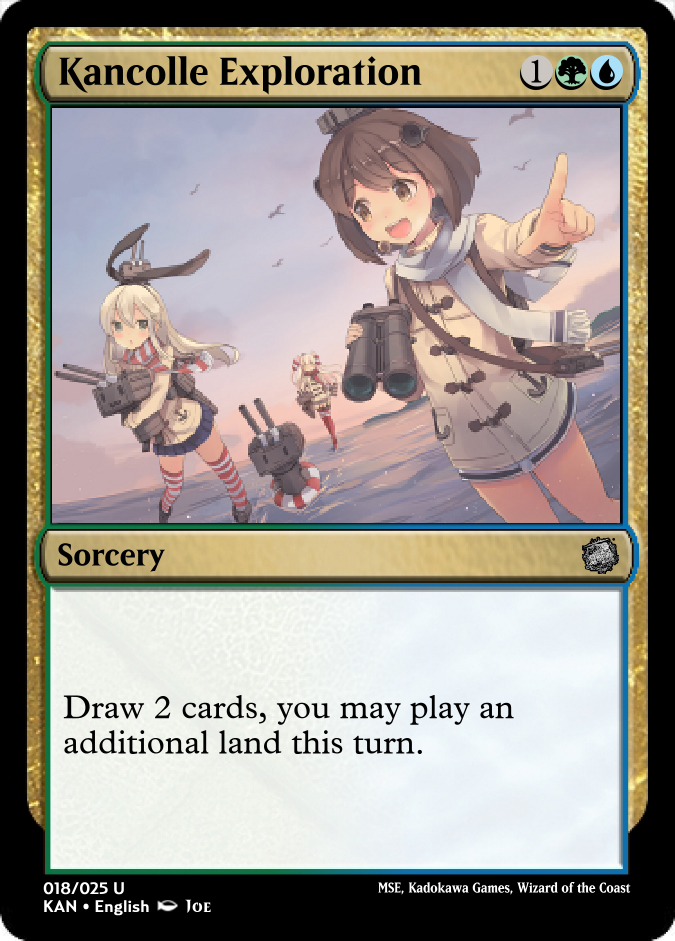 Kancolle Exploration 1
Sorcery
Draw 2 cards, you may play an
additional land this turn.
018/025 U
MSE, Kadokawa Games, Wizard of the Coast
KAN • English Joe